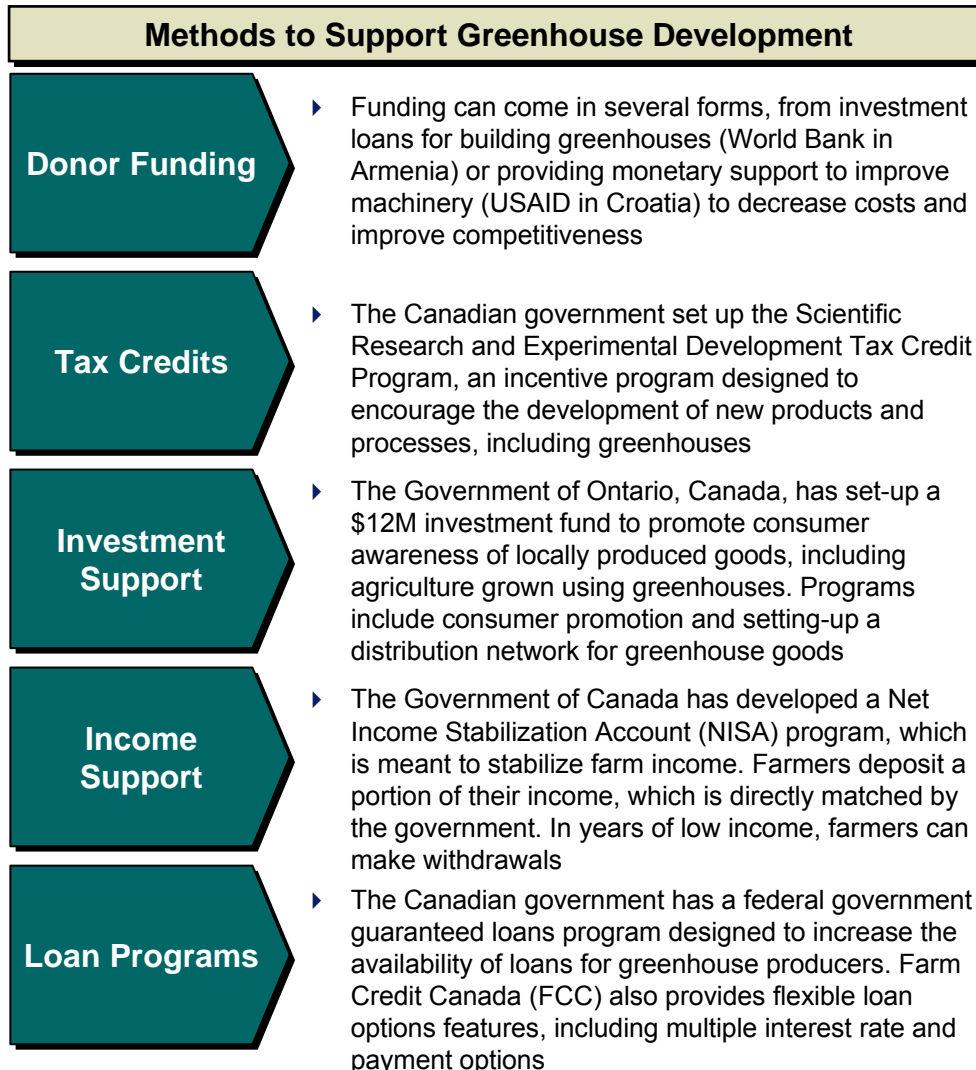 Methods to Support Greenhouse Development
Donor Funding
Funding can come in several forms, from investment
loans for building greenhouses (World Bank in
Armenia) or providing monetary support to improve
machinery (USAID in Croatia) to decrease costs and
improve competitiveness
Tax Credits
The Canadian government set up the Scientific
Research and Experimental Development Tax Credit
Program, an incentive program designed to
encourage the development of new products and
processes, including greenhouses
Investment
Support
The Government of Ontario, Canada, has set-up a
$12M investment fund to promote consumer
awareness of locally produced goods, including
agriculture grown using greenhouses. Programs
include consumer promotion and setting-up a
distribution network for greenhouse goods
Income
Support
The Government of Canada has developed a Net
Income Stabilization Account (NISA) program, which
is meant to stabilize farm income. Farmers deposit a
portion of their income, which is directly matched by
the government. In years of low income, farmers can
make withdrawals
Loan Programs
The Canadian government has a federal government
guaranteed loans program designed to increase the
availability of loans for greenhouse producers. Farm
Credit Canada (FCC) also provides flexible loan
options features, including multiple interest rate and
payment options